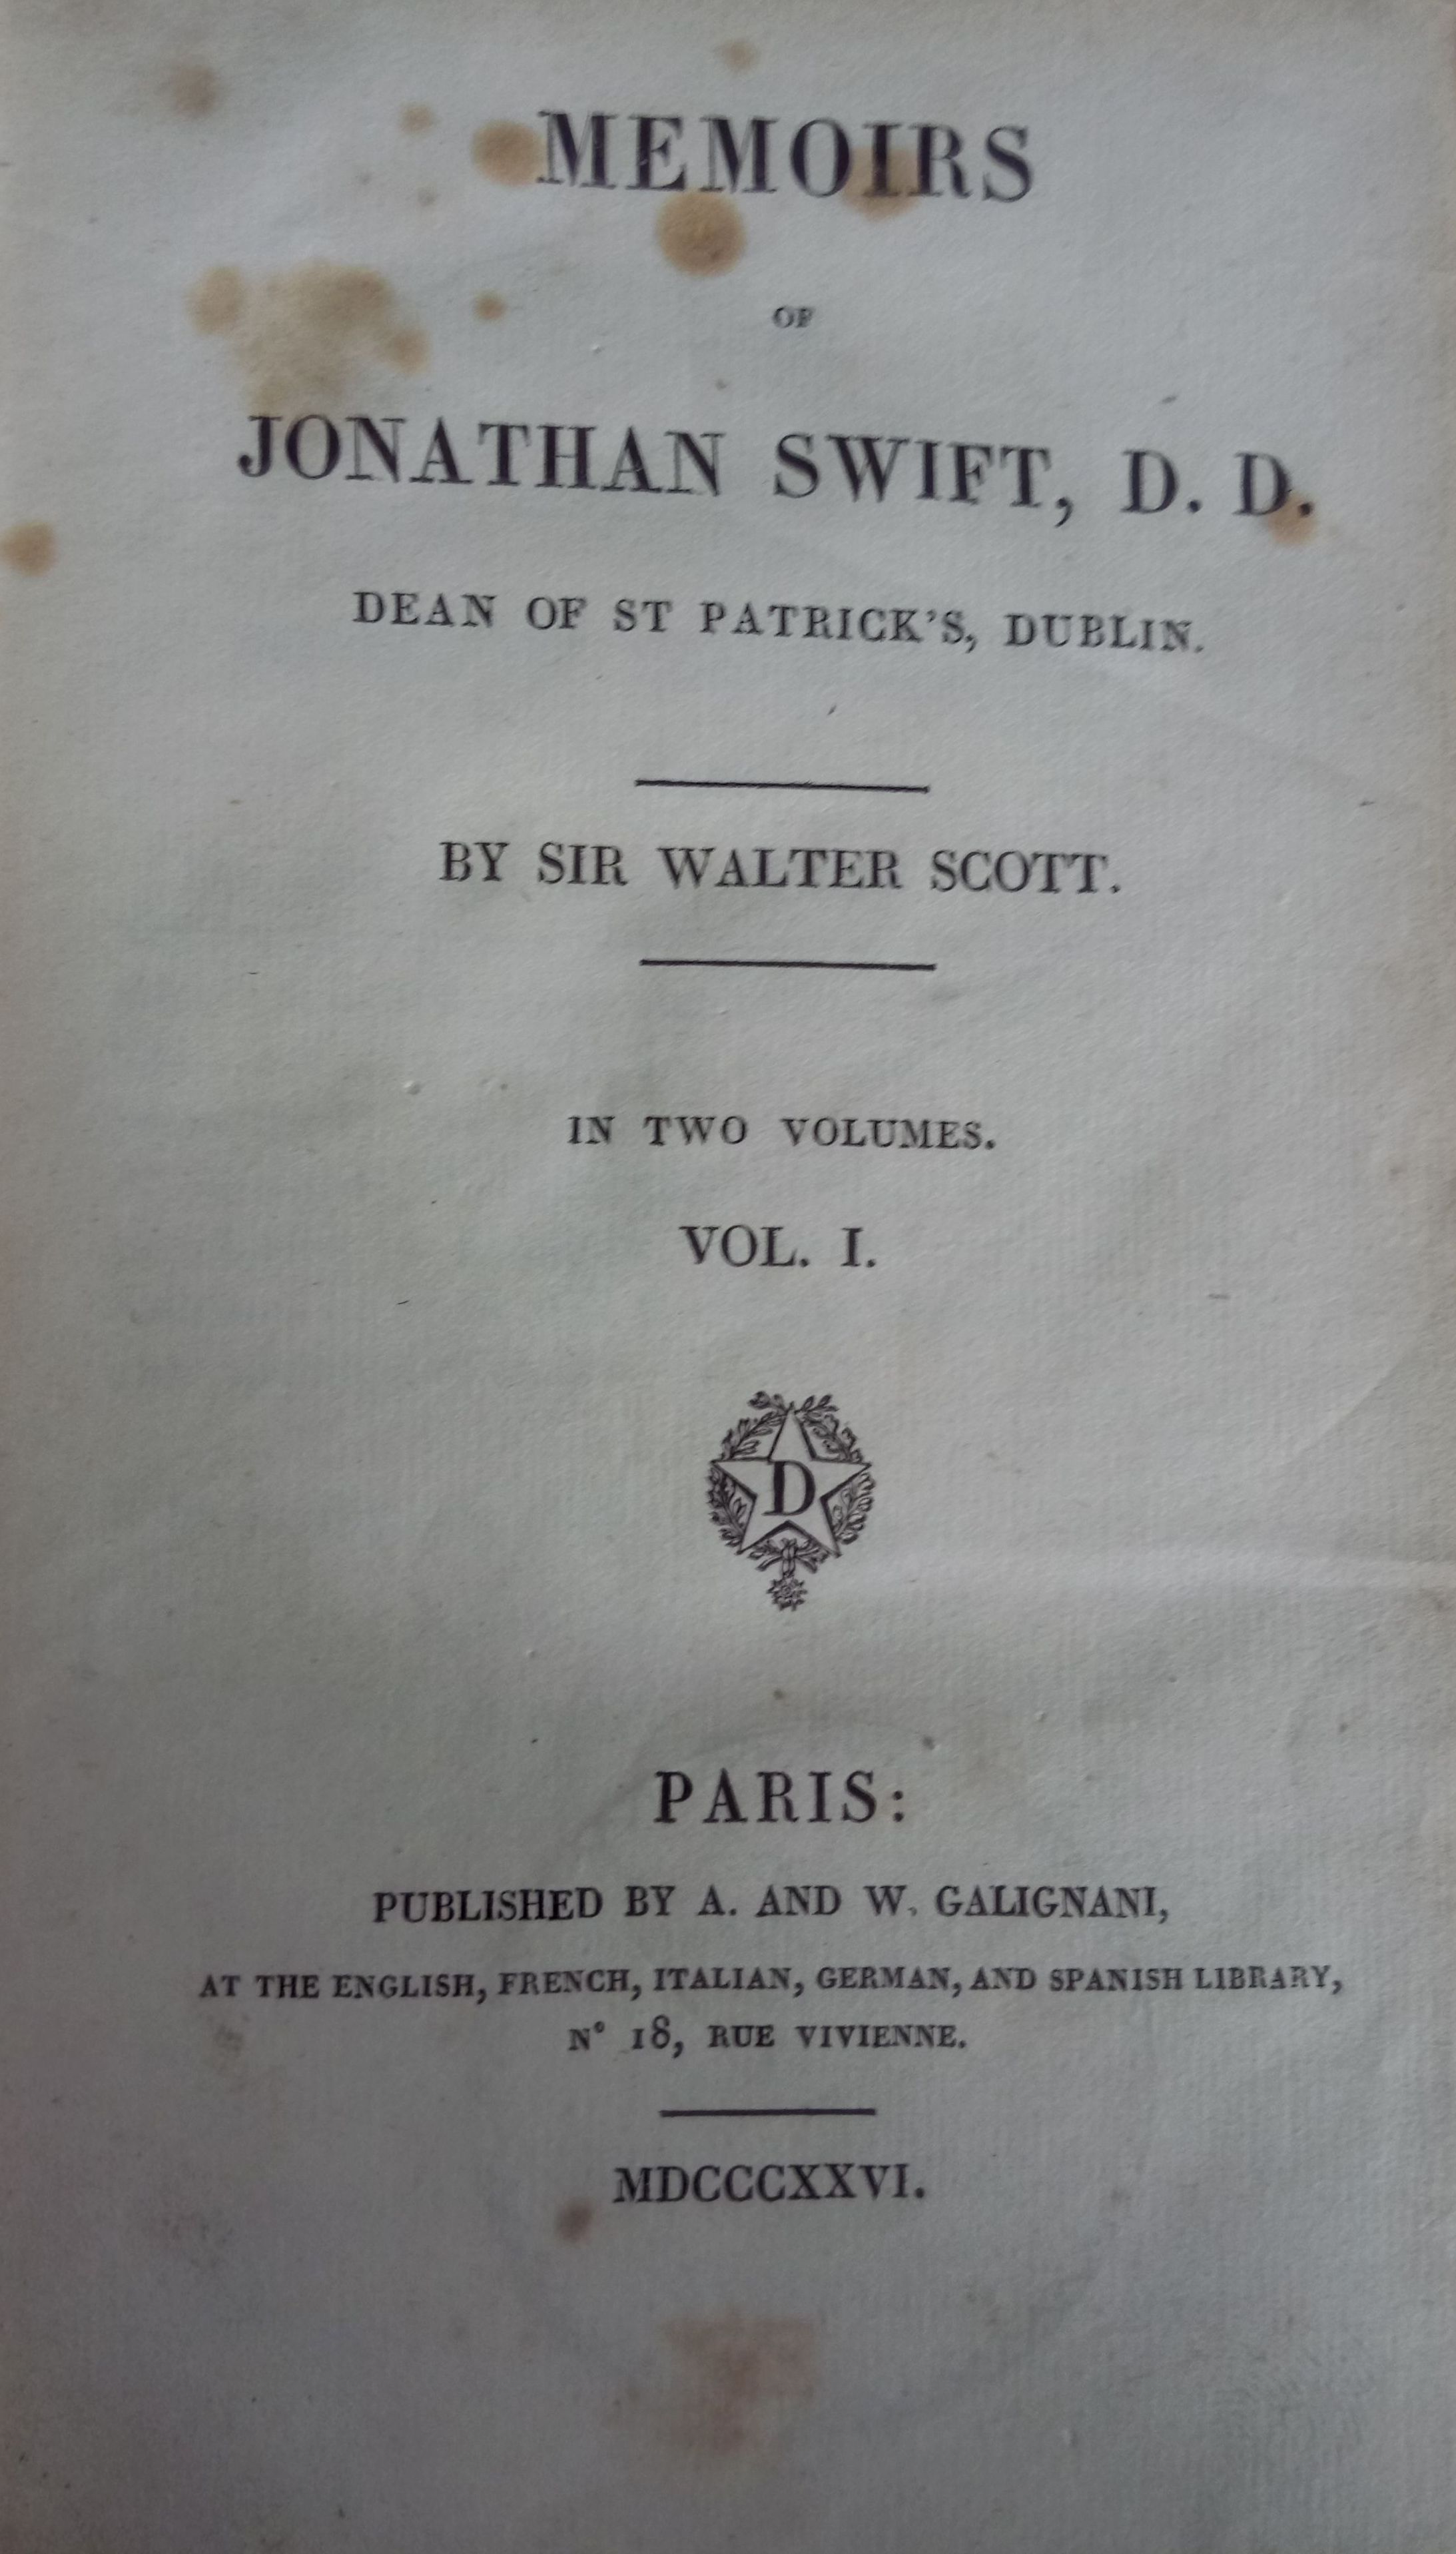 MEMOIRS
OF
JONATHAN SWIFT, D. D.
DEAN OF ST PATRICK'S, DUBLIN.
BY SIR WALTER SCOTT.
IN TWO VOLUMES.
VOL. I.
D
PARIS:
PUBLISHED BY A. AND W. GALIGNANI,
AT THE ENGLISH, FRENCH, ITALIAN, GERMAN, AND SPANISH LIBRARY,
N° 18, RUE VIVIENNE.
MDCCCXXVI.